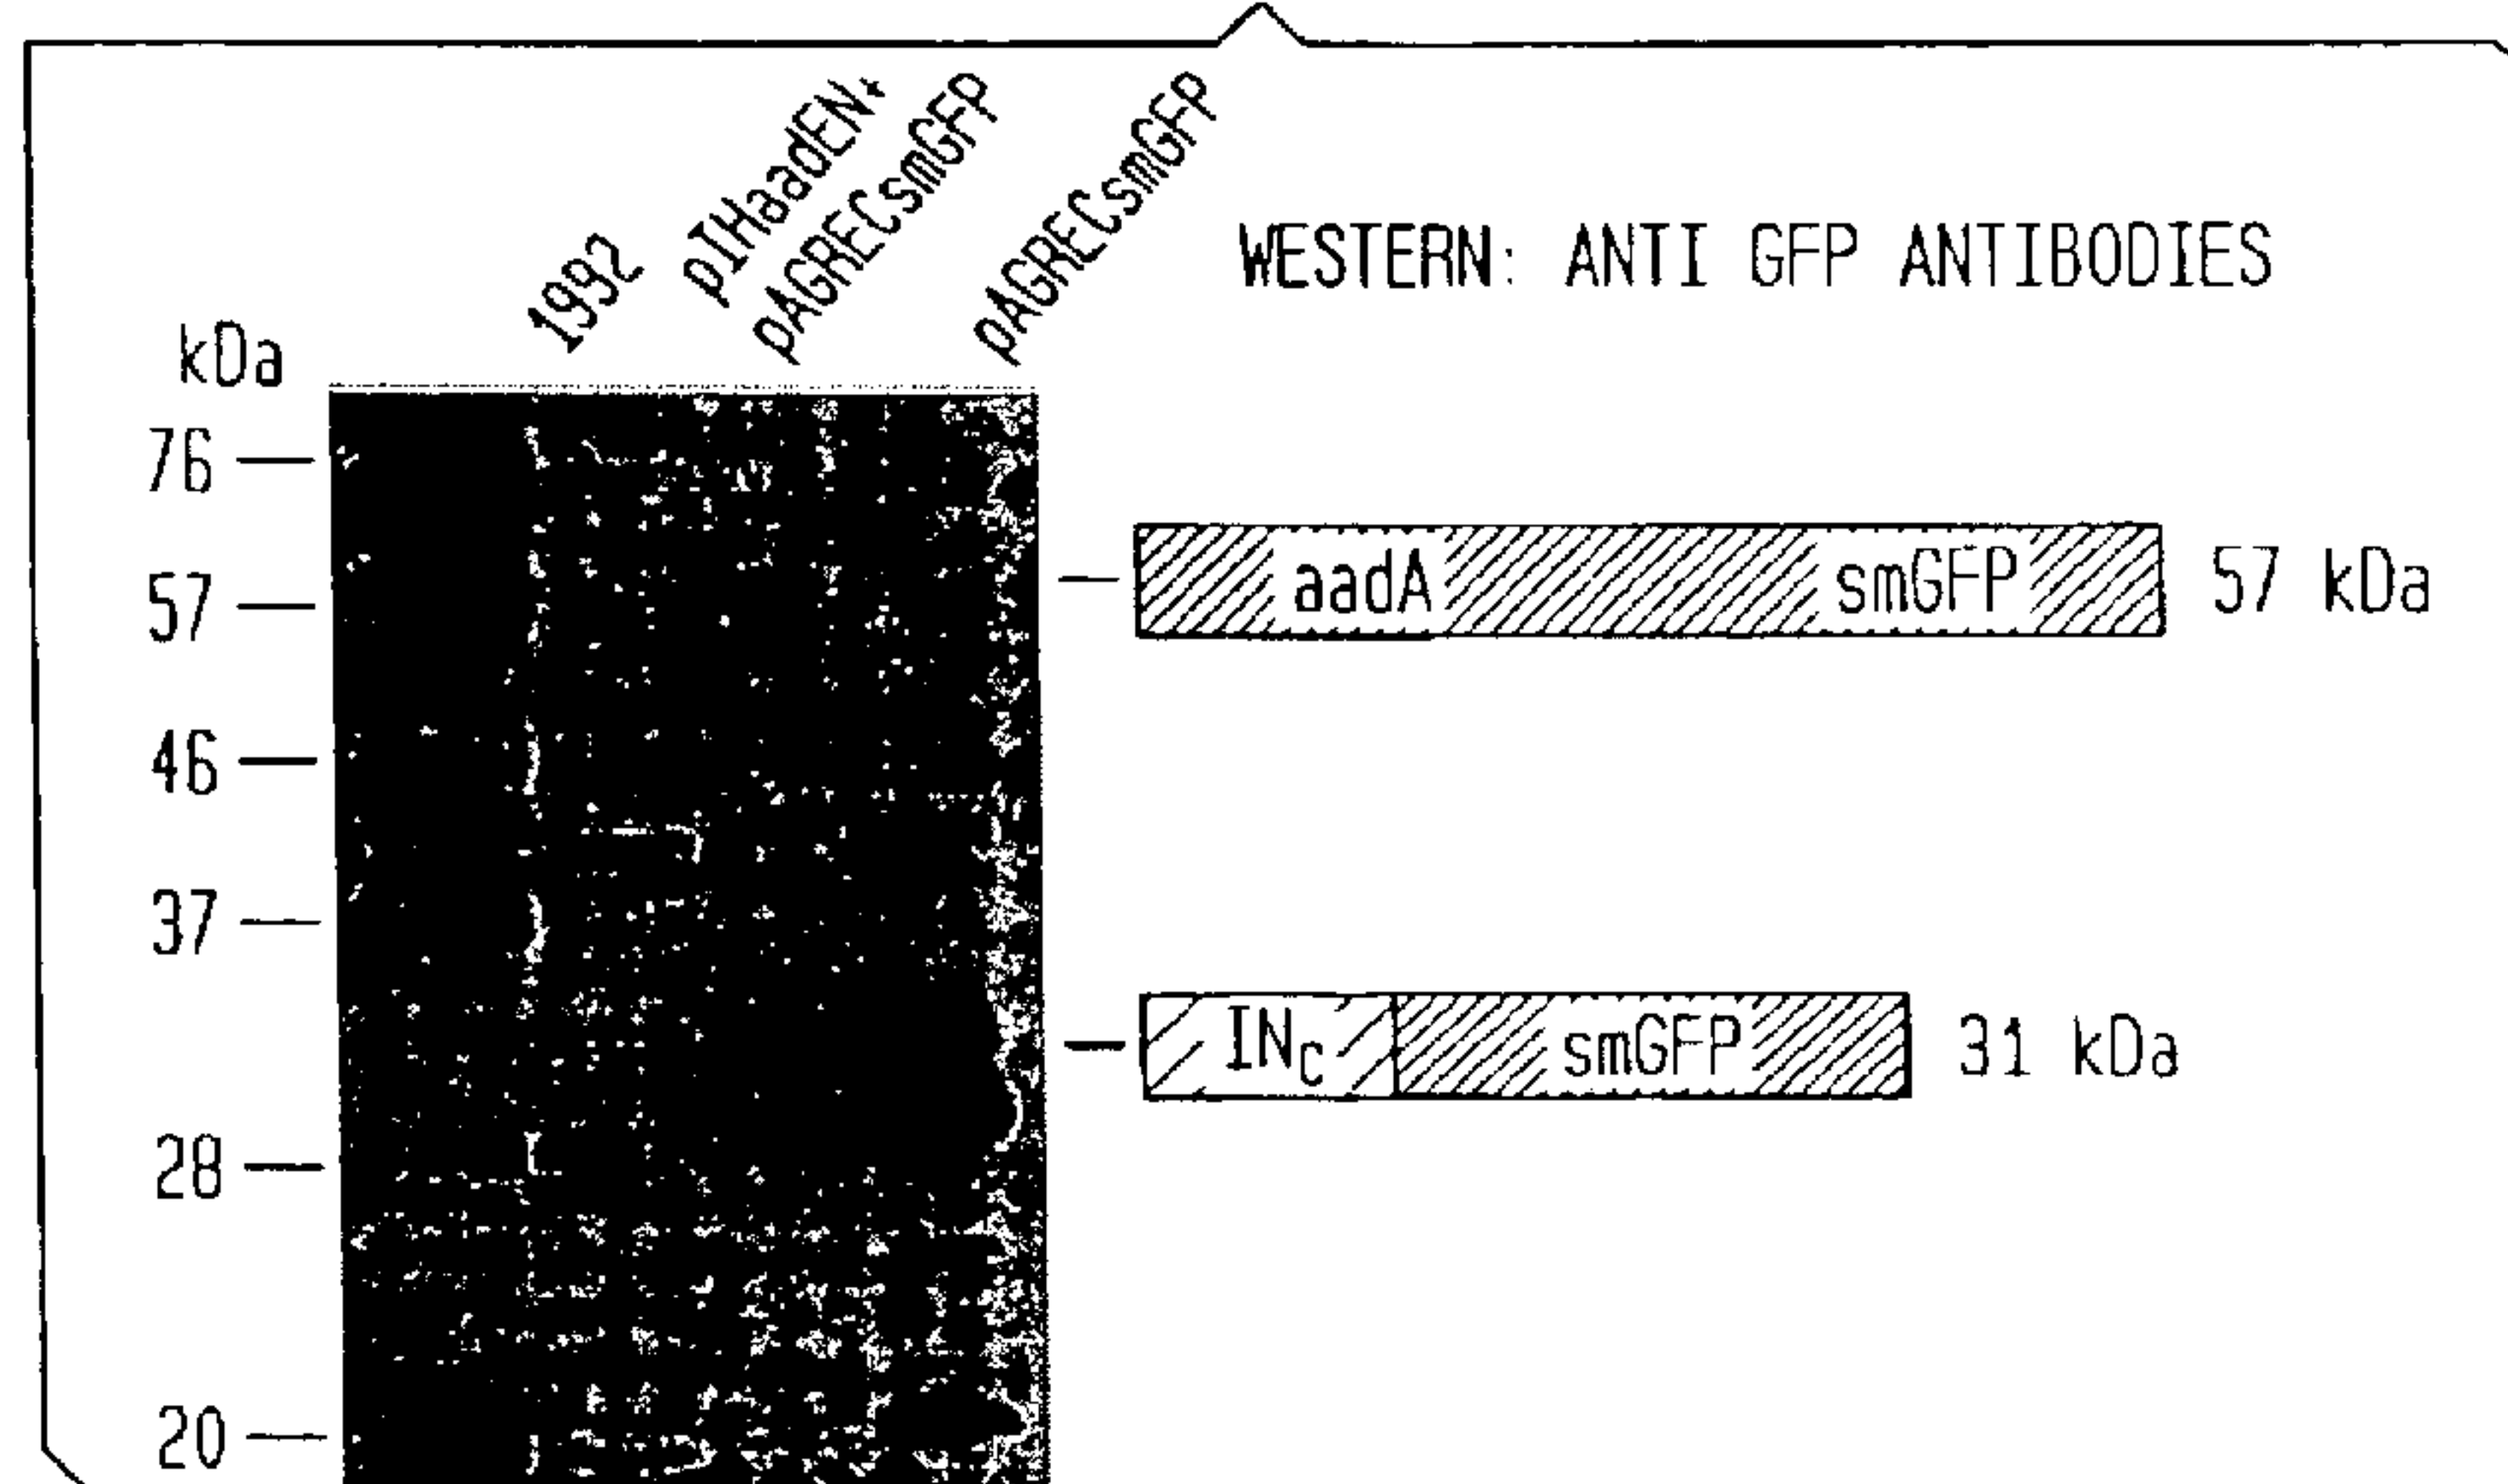 1992
pIHaadEN+
pAGRECsmGFP
pAGRECsmGFP
WESTERN: ANTI GFP ANTIBODIES
kDa
76
aadA smGFP 57 kDa
57
46
37
INC smGFP 31 kDa
28
20